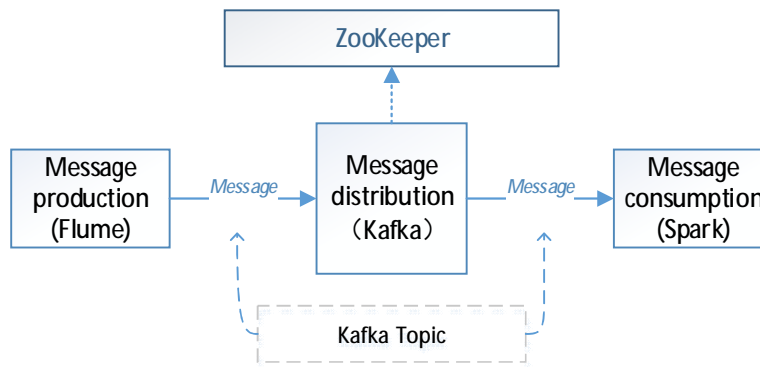 ZooKeeper
Message
production
(Flume)
Message
Message
distribution
（Kafka）
Message
Message
consumption
(Spark)
Kafka Topic